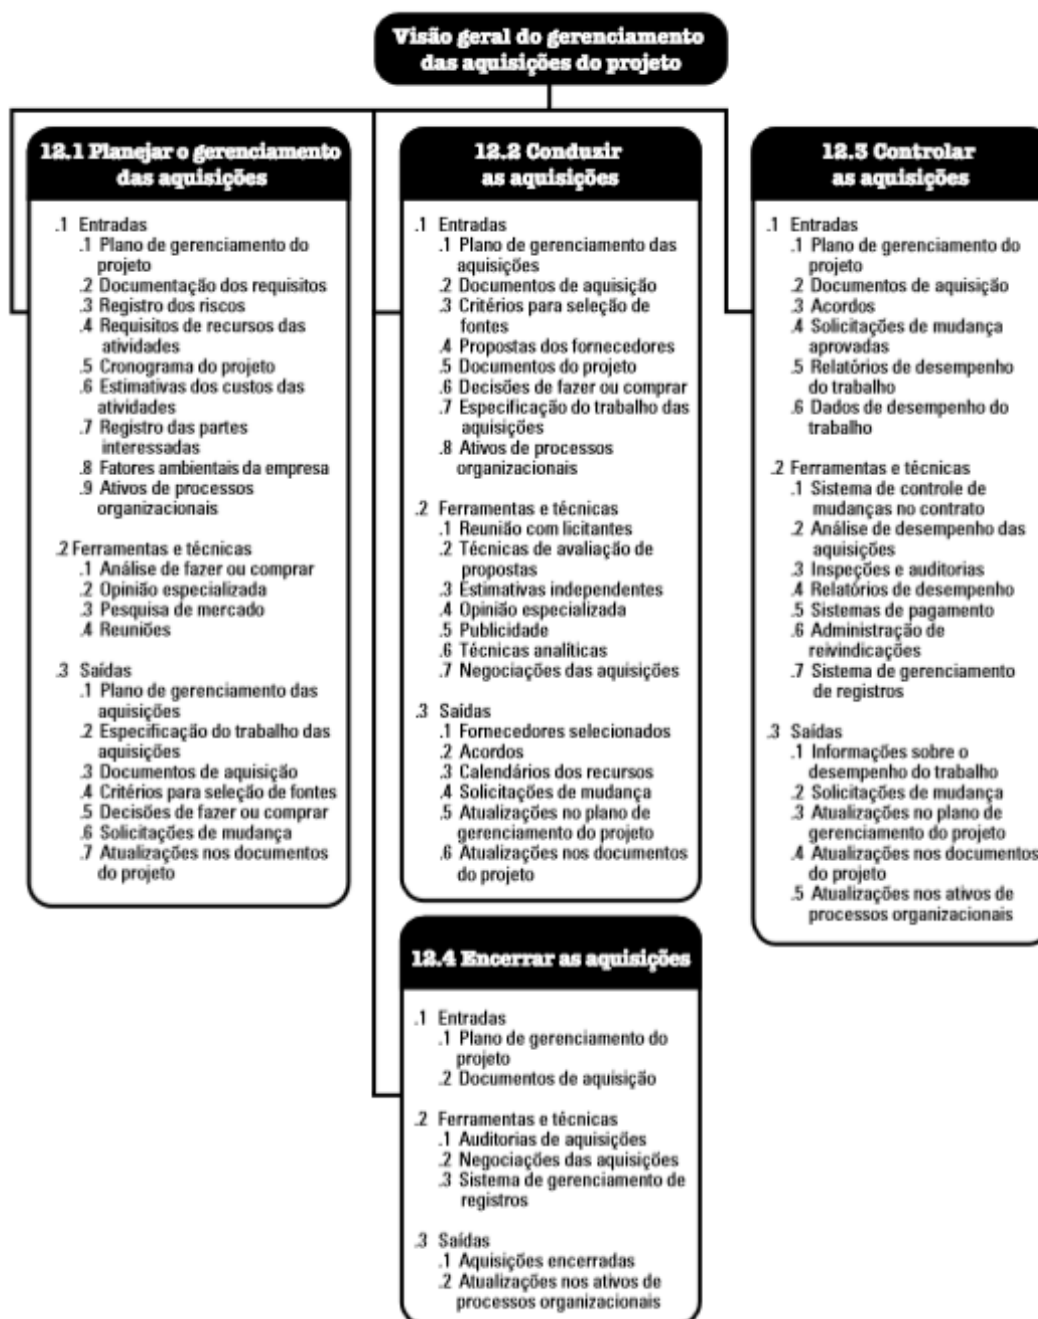 Visão geral do gerenciamento
das aquisições do projeto
12.1 Planejar o gerenciamento
das aquisições
.1 Entradas
.1 Plano de gerenciamento do
projeto
.2 Documentação dos requisitos
.3 Registro dos riscos
.4 Requisitos de recursos das
atividades
.5 Cronograma do projeto
.6 Estimativas dos custos das
atividades
.7 Registro das partes
interessadas
.8 Fatores ambientais da empresa
.9 Ativos de processos
organizacionais
.2 Ferramentas e técnicas
.1 Análise de fazer ou comprar
.2 Opinião especializada
.3 Pesquisa de mercado
.4 Reuniões
.3 Saídas
.1 Plano de gerenciamento das
aquisições
.2 Especificação do trabalho das
aquisições
.3 Documentos de aquisição
.4 Critérios para seleção de fontes
.5 Decisões de fazer ou comprar
.6 Solicitações de mudança
.7 Atualizações nos documentos
do projeto
12.2 Conduzir
as aquisições
.1 Entradas
.1 Plano de gerenciamento das
aquisições
.2 Documentos de aquisição
.3 Critérios para seleção de
fontes
.4 Propostas dos fornecedores
.5 Documentos do projeto
.6 Decisões de fazer ou comprar
.7 Especificação do trabalho das
aquisições
.8 Ativos de processos
organizacionais
.2 Ferramentas e técnicas
.1 Reunião com licitantes
.2 Técnicas de avaliação de
propostas
.3 Estimativas independentes
.4 Opinião especializada
.5 Publicidade
.6 Técnicas analíticas
.7 Negociações das aquisições
.3 Saídas
.1 Fornecedores selecionados
.2 Acordos
.3 Calendários dos recursos
.4 Solicitações de mudança
.5 Atualizações no plano de
gerenciamento do projeto
.6 Atualizações nos documentos
do projeto
12.3 Controlar
as aquisições
.1 Entradas
.1 Plano de gerenciamento do
projeto
.2 Documentos de aquisição
.3 Acordos
.4 Solicitações de mudança
aprovadas
.5 Relatórios de desempenho
do trabalho
.6 Dados de desempenho do
trabalho
.2 Ferramentas e técnicas
.1 Sistema de controle de
mudanças no contrato
.2 Análise de desempenho das
aquisições
.3 Inspeções e auditorias
.4 Relatórios de desempenho
.5 Sistemas de pagamento
.6 Administração de
reivindicações
.7 Sistema de gerenciamento
de registros
.3 Saídas
.1 Informações sobre o
desempenho do trabalho
.2 Solicitações de mudança
.3 Atualizações no plano de
gerenciamento do projeto
.4 Atualizações nos documentos
do projeto
.5 Atualizações nos ativos de
processos organizacionais
12.4 Encerrar as aquisições
.1 Entradas
.1 Plano de gerenciamento do
projeto
.2 Documentos de aquisição
.2 Ferramentas e técnicas
.1 Auditorias de aquisições
.2 Negociações das aquisições
.3 Sistema de gerenciamento de
registros
.3 Saídas
.1 Aquisições encerradas
.2 Atualizações nos ativos de
processos organizacionais